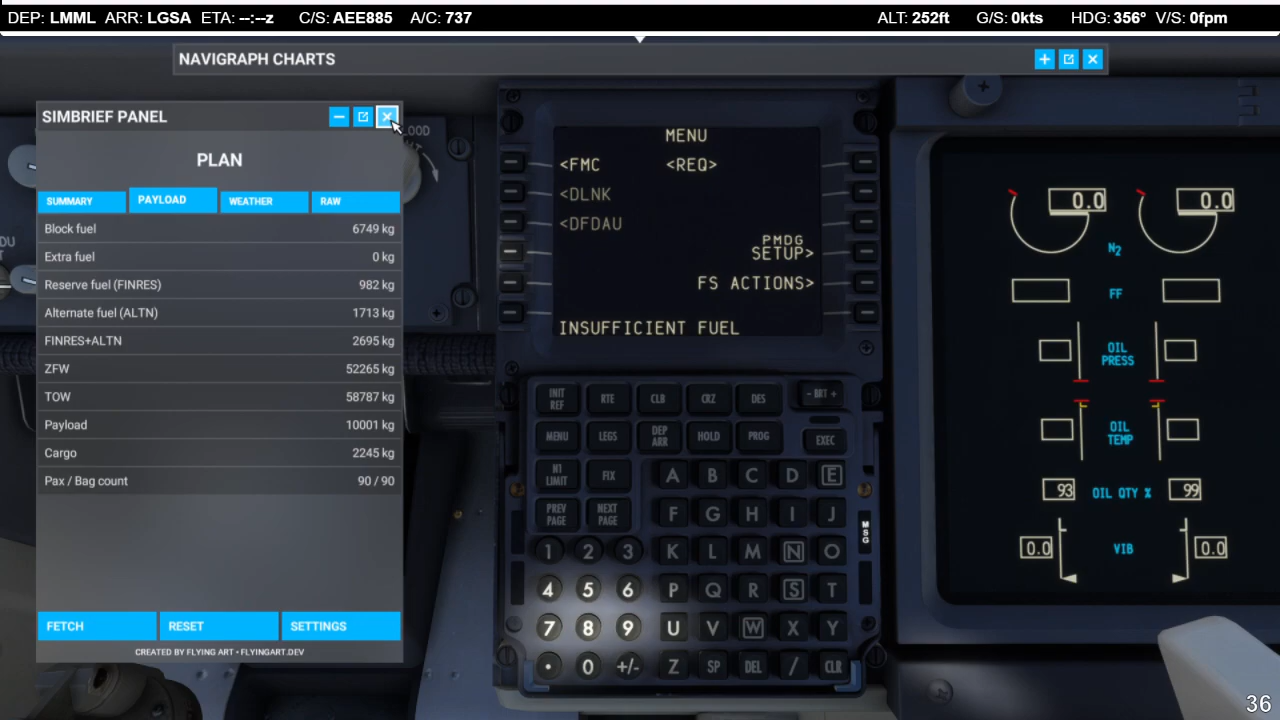 DEP: LMML ARR: LGSA ETA: --:--z C/S: AEE885 A/C: 737 ALT: 252ft G/S: 0kts HDG: 356° V/S: 0fpm
NAVIGRAPH CHARTS
SIMBRIEF PANEL
PLAN
SUMMARY PAYLOAD WEATHER RAW
Block fuel 6749 kg
Extra fuel 0 kg
Reserve fuel (FINRES) 982 kg
Alternate fuel (ALTN) 1713 kg
FINRES+ALTN 2695 kg
ZFW 52265 kg
TOW 58787 kg
Payload 10001 kg
Cargo 2245 kg
Pax / Bag count 90 / 90
FETCH RESET SETTINGS
CREATED BY FLYING ART • FLYINGART.DEV
MENU
<FMC <REQ>
<DLNK
<DFDAU
PMDG
SETUP>
FS ACTIONS>
INSUFFICIENT FUEL
INIT REF
RTE
CLB
CRZ
DES
- BRT +
MENU
LEGS
DEP ARR
HOLD
PROG
EXEC
N1 LIMIT
FIX
PREV PAGE
NEXT PAGE
A B C D E
F G H I J
1 2 3 K L M N O
4 5 6 P Q R S T
7 8 9 U V W X Y
• 0 +/- Z SP DEL / CLR
MSG
0.0 0.0
N2
FF
OIL PRESS
OIL TEMP
93 OIL QTY % 99
0.0 VIB 0.0
36